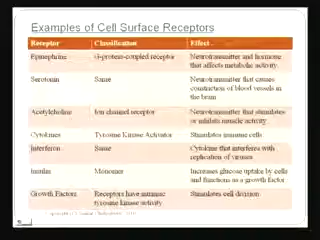 Examples of Cell Surface Receptors
Receptor Classification Effect
Epinephrine G-protein-coupled receptor Neurotransmitter and hormone
that affects metabolic activity.
Serotonin Same Neurotransmitter that causes
constriction of blood vessels in
the brain
Acetylcholine Ion channel receptor Neurotransmitter that stimulates
or inhibits muscle activity.
Cytokines Tyrosine Kinase Activator Stimulates immune cells
Interferon Same Cytokine that interferes with
replication of viruses
Insulin Monomer Increases glucose uptake by cells
and functions as a growth factor
Growth Factors Receptors have Stimulates cell division
tyrosine kinase activity